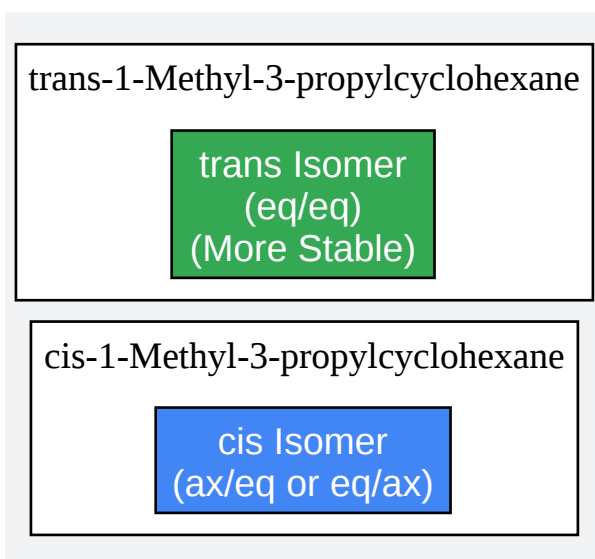 trans-1-Methyl-3-propylcyclohexane
trans Isomer
(eq/eq)
(More Stable)
cis-1-Methyl-3-propylcyclohexane
cis Isomer
(ax/eq or eq/ax)